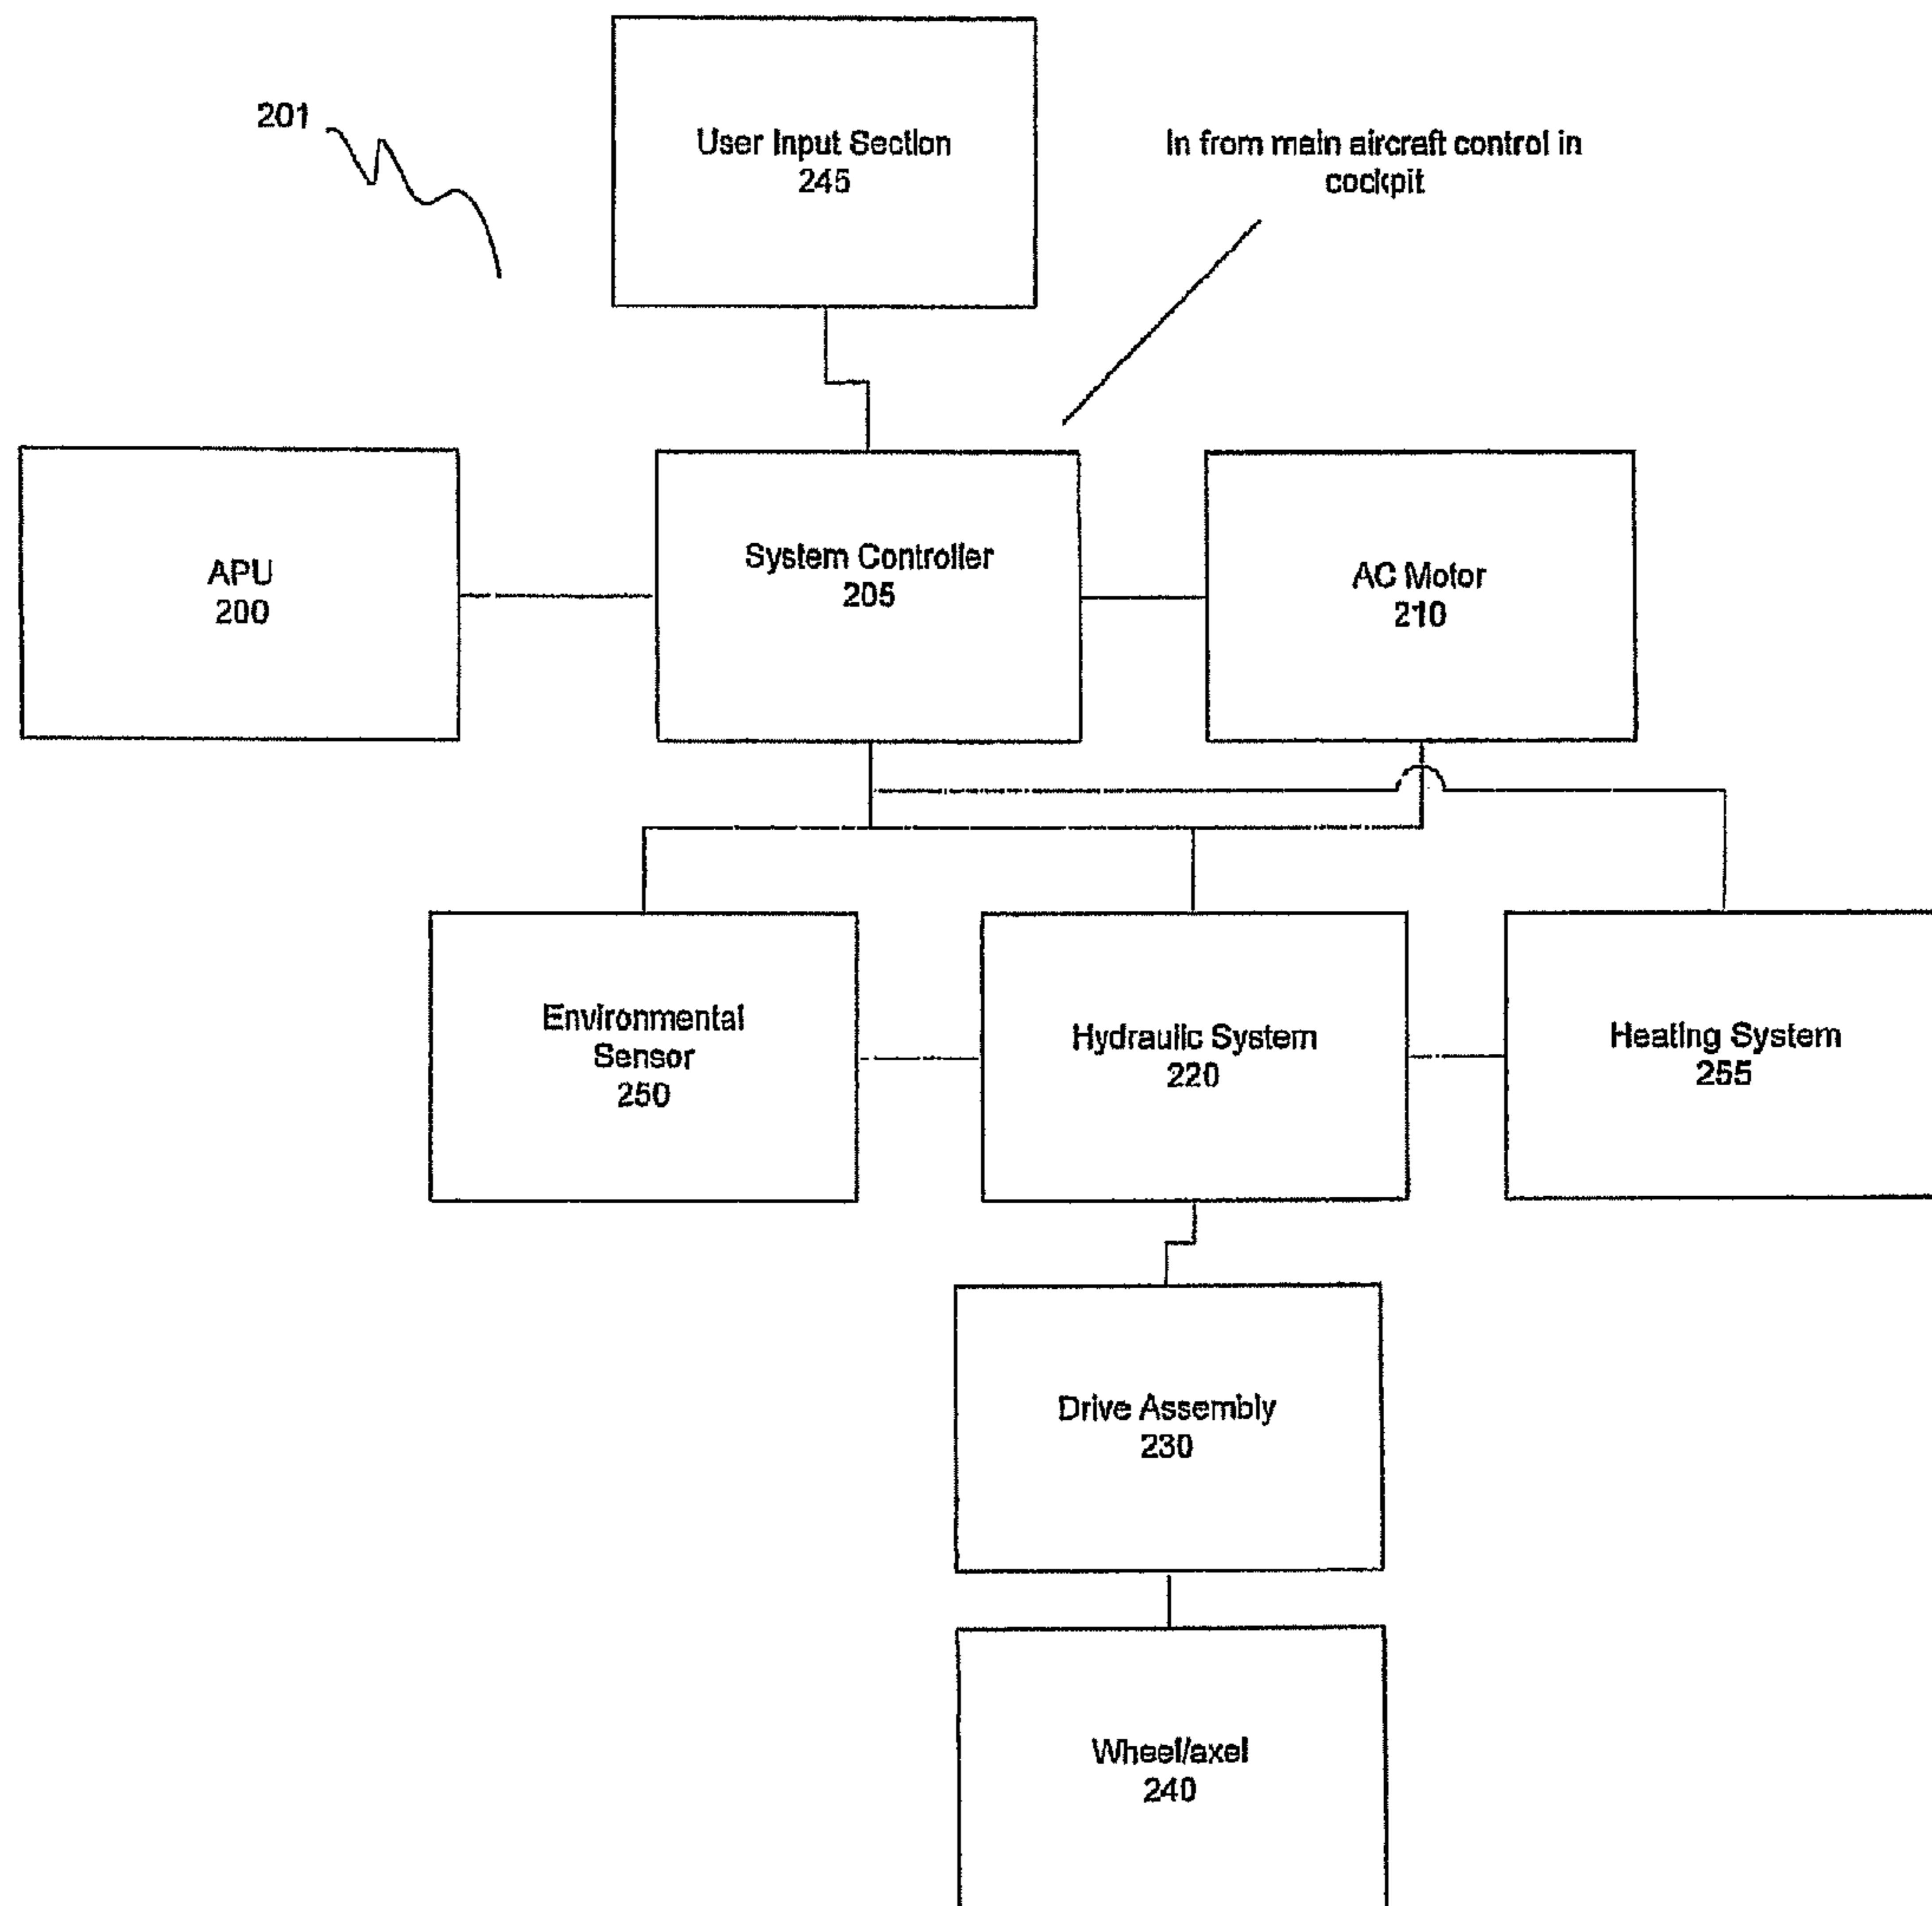 User Input Section
245
201
In from main aircraft control in
cockpit
APU
200
System Controller
205
AC Motor
210
Environmental
Sensor
250
Hydraulic System
220
Heating System
255
Drive Assembly
230
Wheel/axel
240